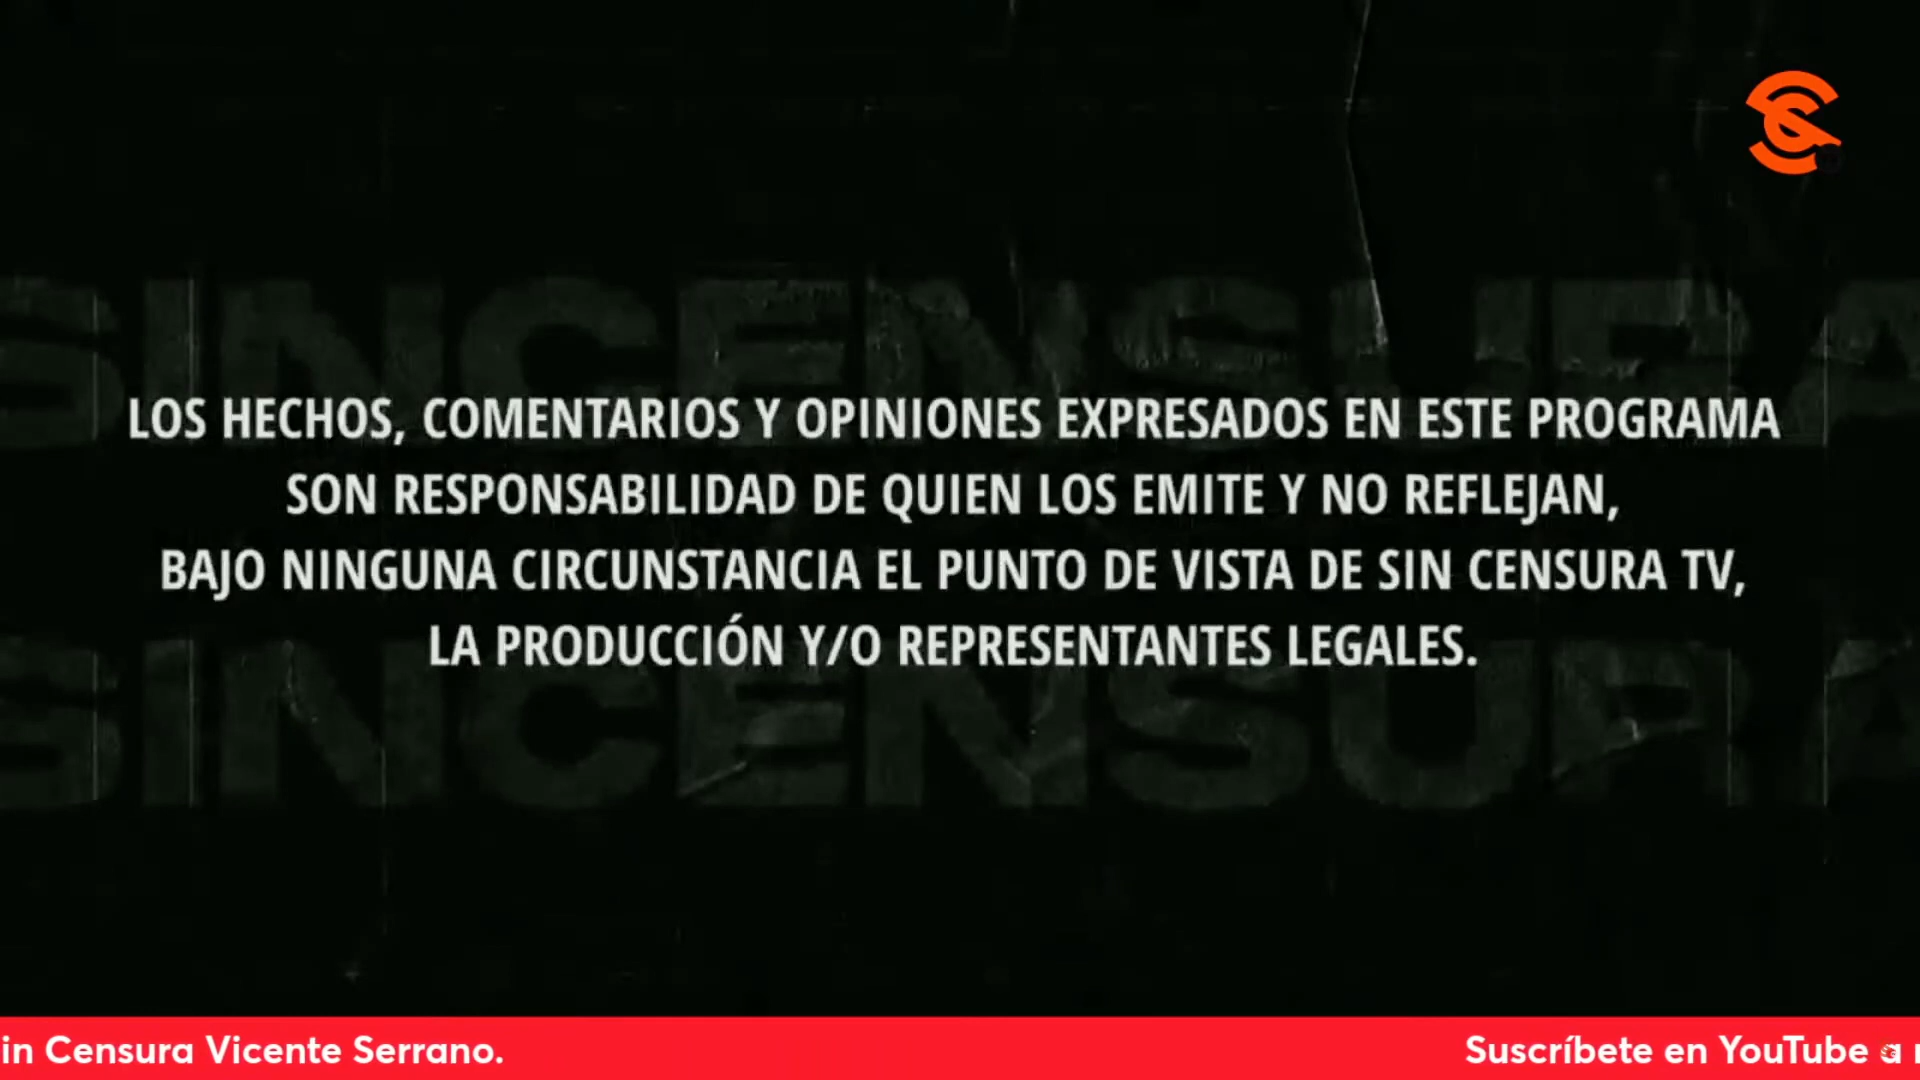 SINCENSURA
LOS HECHOS, COMENTARIOS Y OPINIONES EXPRESADOS EN ESTE PROGRAMA
SON RESPONSABILIDAD DE QUIEN LOS EMITE Y NO REFLEJAN,
BAJO NINGUNA CIRCUNSTANCIA EL PUNTO DE VISTA DE SIN CENSURA TV,
LA PRODUCCIÓN Y/O REPRESENTANTES LEGALES.
SINCENSURA
in Censura Vicente Serrano.
Suscríbete en YouTube a